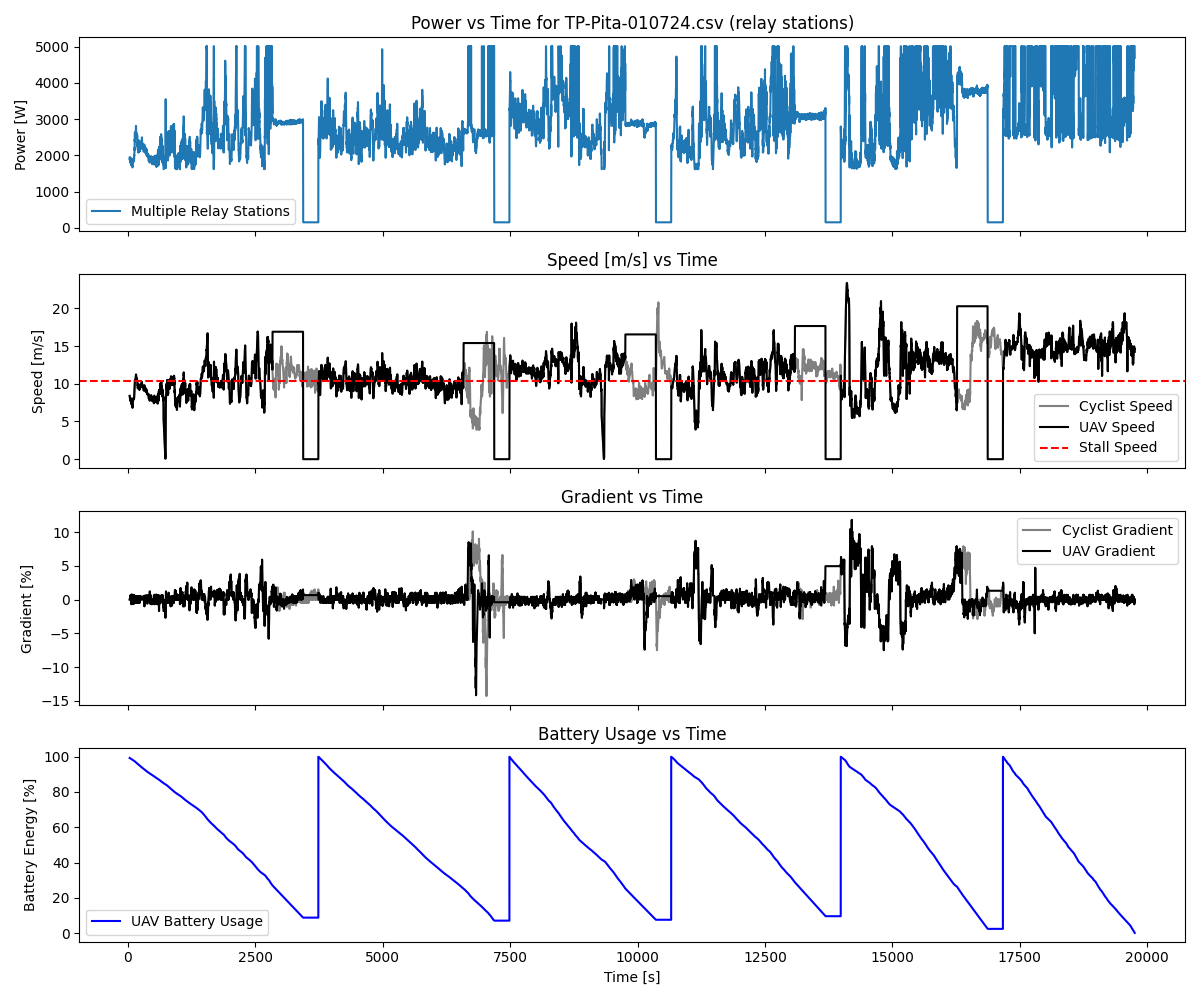 Power vs Time for TP-Pita-010724.csv (relay stations)
5000
4000
3000
2000
1000
0
Power [W]
Multiple Relay Stations
Speed [m/s] vs Time
20
15
10
5
0
Speed [m/s]
Cyclist Speed
UAV Speed
Stall Speed
Gradient vs Time
10
5
0
−5
−10
−15
Gradient [%]
Cyclist Gradient
UAV Gradient
Battery Usage vs Time
100
80
60
40
20
0
Battery Energy [%]
UAV Battery Usage
0 2500 5000 7500 10000 12500 15000 17500 20000
Time [s]